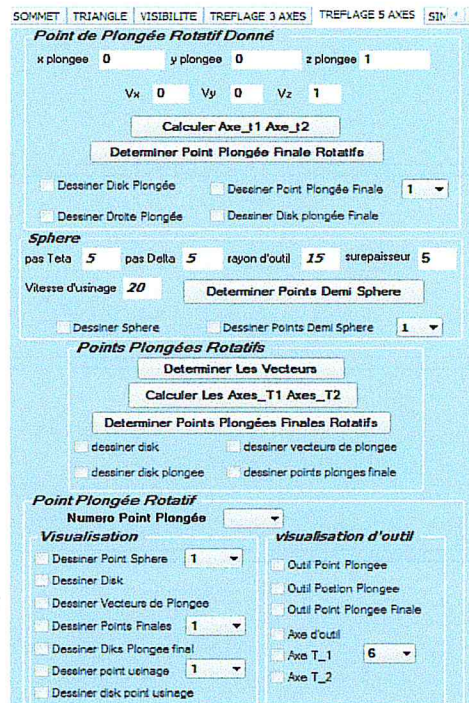 SOMMET TRIANGLE VISIBILITE TREFLAGE 3 AXES TREFLAGE 5 AXES SIN
Point de Plongée Rotatif Donné
x plongee 0 y plongee 0 z plongee 1
Vx 0 Vy 0 Vz 1
Calculer Axe_t1 Axe_t2
Determiner Point Plongée Finale Rotatifs
Dessiner Disk Plongée Dessiner Point Plongée Finale 1
Dessiner Droite Plongée Dessiner Disk plongée Finale
Sphere
pas Teta 5 pas Delta 5 rayon d'outil 15 surepaisseur 5
Vitesse d'usinage 20 Determiner Points Demi Sphere
Dessiner Sphere Dessiner Points Demi Sphere 1
Points Plongées Rotatifs
Determiner Les Vecteurs
Calculer Les Axes_T1 Axes_T2
Determiner Points Plongées Finales Rotatifs
dessiner disk dessiner vecteurs de plongee
dessiner disk plongee dessiner points plonges finale
Point Plongée Rotatif
Numero Point Plongée
Visualisation visualisation d'outil
Dessiner Point Sphere 1
Outil Point Plongee
Dessiner Disk
Outil Postion Plongee
Dessiner Vecteurs de Plongee
Outil Point Plongee Finale
Dessiner Points Finales 1
Axe d'outil
Dessiner Diks Plongee final
Axe T_1 6
Dessiner point usinage 1
Axe T_2
Dessiner disk point usinage